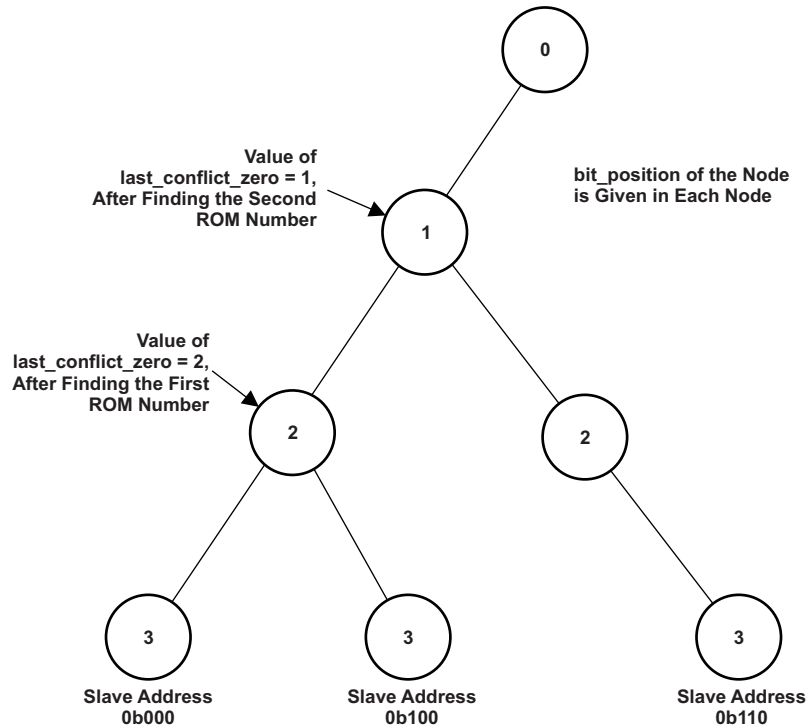 0
Value of
last_conflict_zero = 1,
After Finding the Second
ROM Number
bit_position of the Node
is Given in Each Node
1
Value of
last_conflict_zero = 2,
After Finding the First
ROM Number
2
2
3
3
3
Slave Address
0b000
Slave Address
0b100
Slave Address
0b110